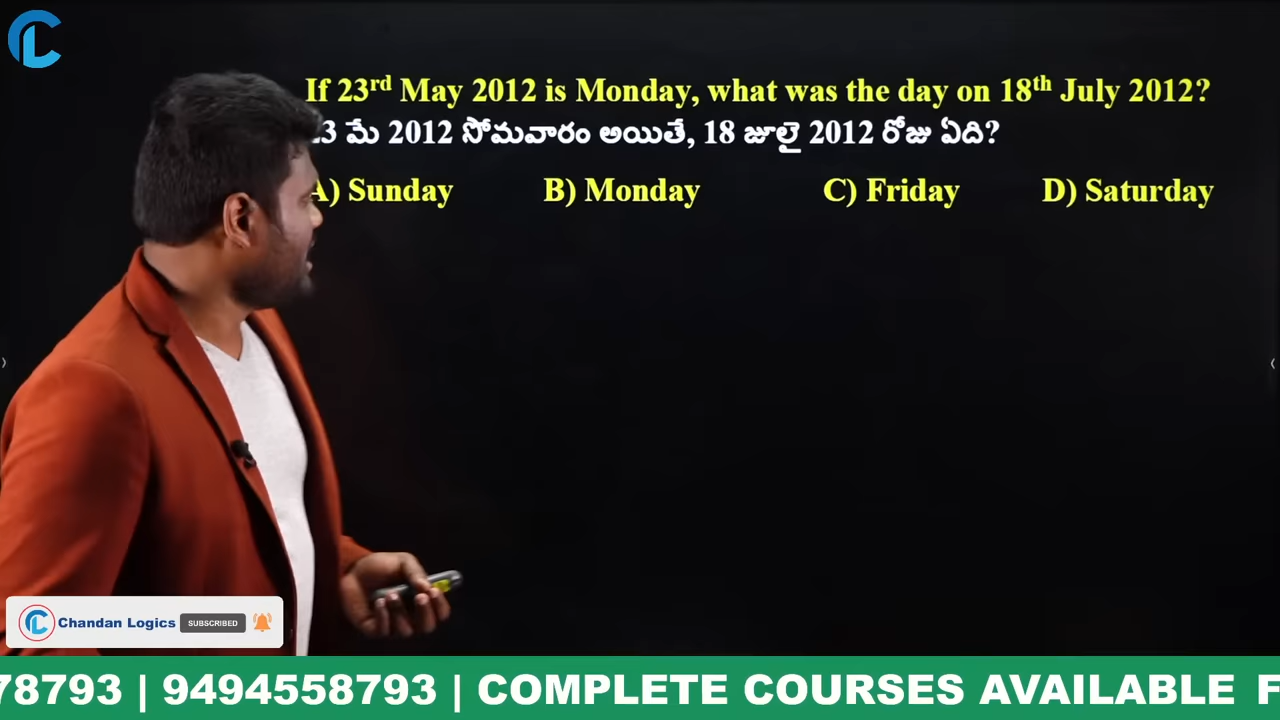 If 23rd May 2012 is Monday, what was the day on 18th July 2012?
23 మే 2012 సోమవారం అయితే, 18 జూలై 2012 రోజు ఏది?
A) Sunday B) Monday C) Friday D) Saturday
Chandan Logics SUBSCRIBED
78793 | 9494558793 | COMPLETE COURSES AVAILABLE F